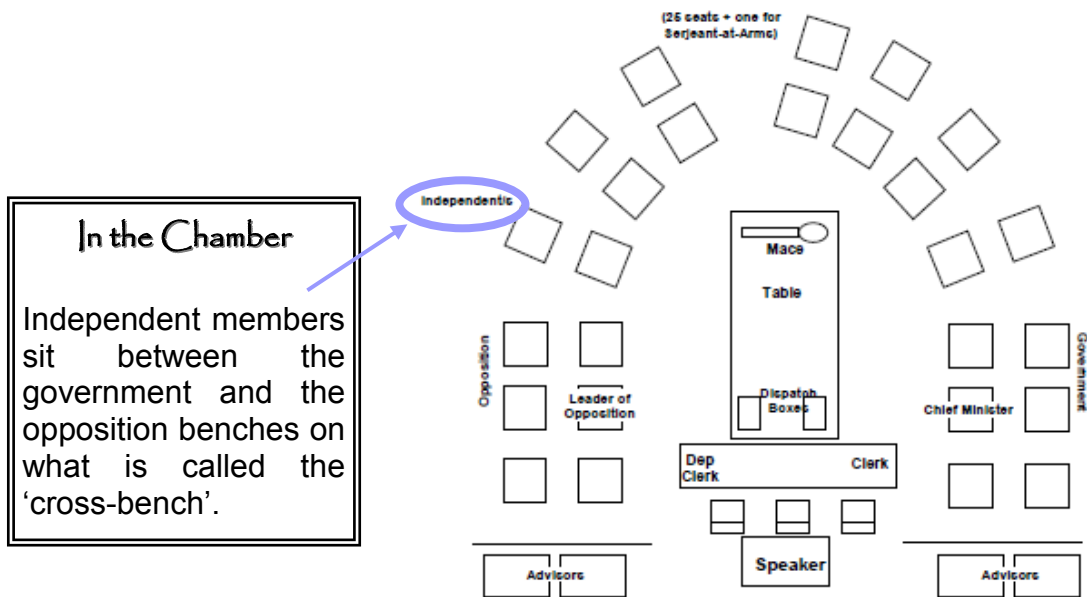 In the Chamber
Independent members
sit between the
government and the
opposition benches on
what is called the
‘cross-bench’.
(25 seats + one for
Serjeant-at-Arms)
Independent/s
Mace
Table
Opposition
Government
Leader of
Opposition
Dispatch
Boxes
Chief Minister
Dep
Clerk
Clerk
Speaker
Advisors
Advisors